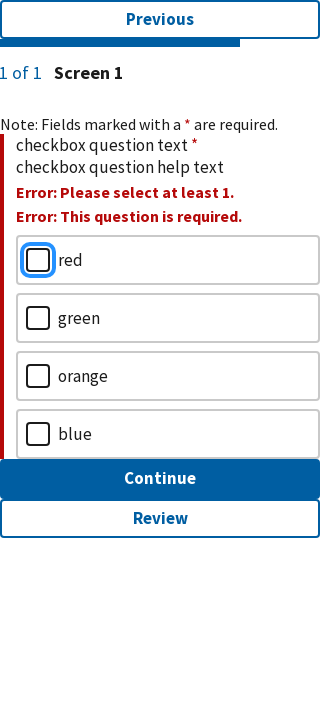 Previous
1 of 1 Screen 1
Note: Fields marked with a * are required.
checkbox question text *
checkbox question help text
Error: Please select at least 1.
Error: This question is required.
red
green
orange
blue
Continue
Review